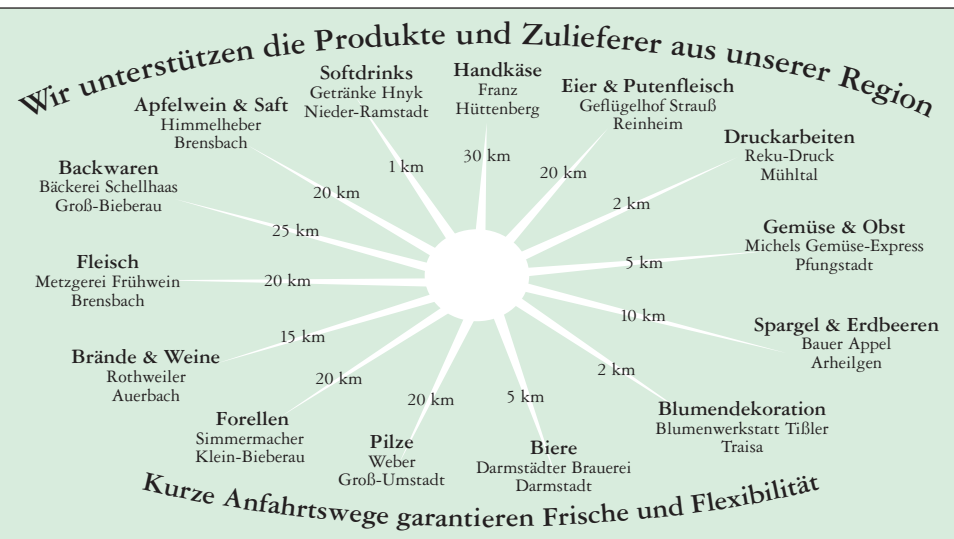 Wir unterstützen die Produkte und Zulieferer aus unserer Region
Handkäse
Franz
Hüttenberg
30 km
Eier & Putenfleisch
Geflügelhof Strauß
Reinheim
20 km
Druckarbeiten
Reku-Druck
Mühltal
2 km
Gemüse & Obst
Michels Gemüse-Express
Pfungstadt
5 km
Spargel & Erdbeeren
Bauer Appel
Arheilgen
10 km
Blumendekoration
Blumenwerkstatt Tißler
Traisa
2 km
Biere
Darmstädter Brauerei
Darmstadt
5 km
Pilze
Weber
Groß-Umstadt
20 km
Forellen
Simmermacher
Klein-Bieberau
20 km
Brände & Weine
Rothweiler
Auerbach
15 km
Fleisch
Metzgerei Frühwein
Brensbach
20 km
Backwaren
Bäckerei Schellhaas
Groß-Bieberau
25 km
Apfelwein & Saft
Himmelheber
Brensbach
20 km
Softdrinks
Getränke Hnyk
Nieder-Ramstadt
1 km
Kurze Anfahrtswege garantieren Frische und Flexibilität